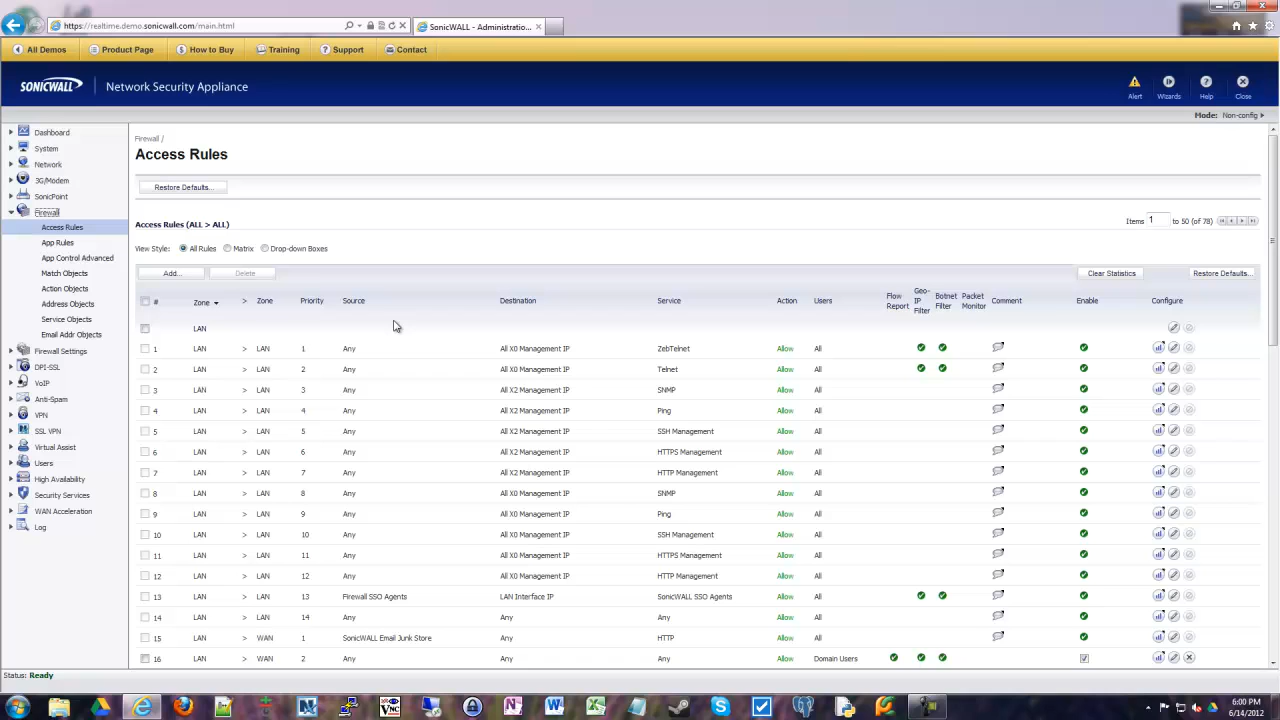 https://realtime.demo.sonicwall.com/main.html
SonicWALL - Administratio...
All Demos
Product Page
How to Buy
Training
Support
Contact
SONICWALL
Network Security Appliance
Alert
Wizards
Help
Close
Mode: Non-config
Dashboard
System
Network
3G/Modem
SonicPoint
Firewall
Access Rules
App Rules
App Control Advanced
Match Objects
Action Objects
Address Objects
Service Objects
Email Addr Objects
Firewall Settings
DPI-SSL
VoIP
Anti-Spam
VPN
SSL VPN
Virtual Assist
Users
High Availability
Security Services
WAN Acceleration
Log
Firewall /
Access Rules
Restore Defaults...
Access Rules (ALL > ALL)
Items 1 to 50 (of 78)
View Style: All Rules Matrix Drop-down Boxes
Add... Delete Clear Statistics Restore Defaults...
# Zone > Zone Priority Source Destination Service Action Users Flow Report Geo-IP Filter Botnet Filter Packet Monitor Comment Enable Configure
LAN
1 LAN > LAN 1 Any All X0 Management IP ZebTelnet Allow All
2 LAN > LAN 2 Any All X0 Management IP Telnet Allow All
3 LAN > LAN 3 Any All X2 Management IP SNMP Allow All
4 LAN > LAN 4 Any All X2 Management IP Ping Allow All
5 LAN > LAN 5 Any All X2 Management IP SSH Management Allow All
6 LAN > LAN 6 Any All X2 Management IP HTTPS Management Allow All
7 LAN > LAN 7 Any All X2 Management IP HTTP Management Allow All
8 LAN > LAN 8 Any All X0 Management IP SNMP Allow All
9 LAN > LAN 9 Any All X0 Management IP Ping Allow All
10 LAN > LAN 10 Any All X0 Management IP SSH Management Allow All
11 LAN > LAN 11 Any All X0 Management IP HTTPS Management Allow All
12 LAN > LAN 12 Any All X0 Management IP HTTP Management Allow All
13 LAN > LAN 13 Firewall SSO Agents LAN Interface IP SonicWALL SSO Agents Allow All
14 LAN > LAN 14 Any Any Any Allow All
15 LAN > WAN 1 SonicWALL Email Junk Store Any HTTP Allow All
16 LAN > WAN 2 Any Any Any Allow Domain Users
Status: Ready
6:00 PM
6/14/2012